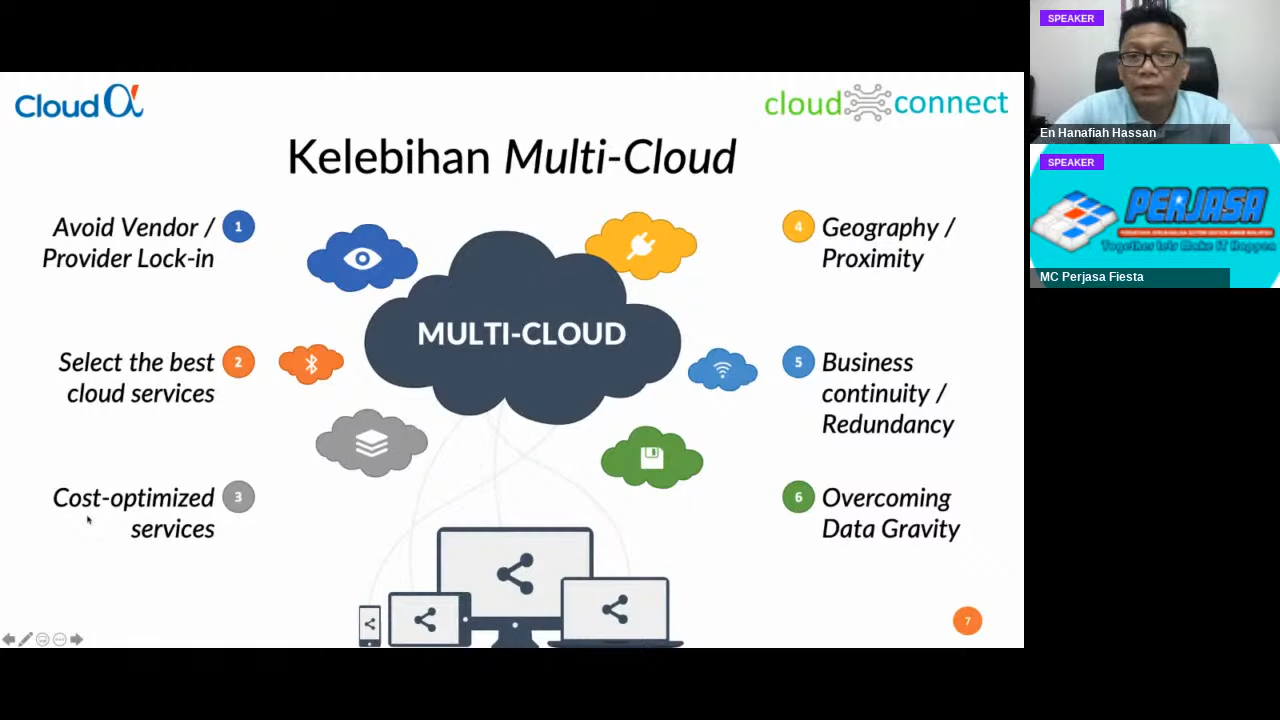 Cloud α
cloud connect
Kelebihan Multi-Cloud
Avoid Vendor /
Provider Lock-in
1
Select the best
cloud services
2
Cost-optimized
services
3
MULTI-CLOUD
4
Geography /
Proximity
5
Business
continuity /
Redundancy
6
Overcoming
Data Gravity
7
SPEAKER
En Hanafiah Hassan
SPEAKER
PERJASA
Together lets Make iT Happen
MC Perjasa Fiesta